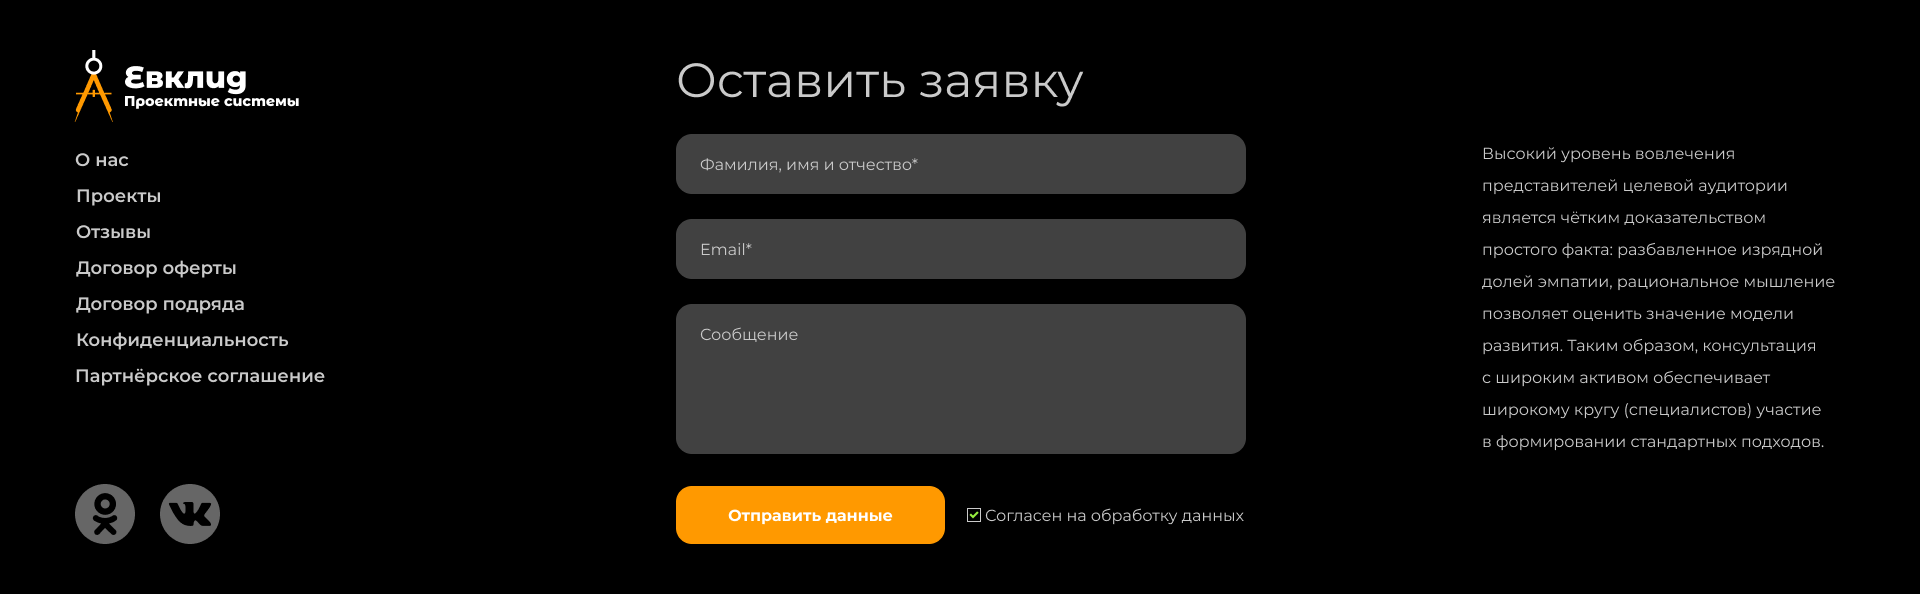 Евклид
Проектные системы
О нас
Проекты
Отзывы
Договор оферты
Договор подряда
Конфиденциальность
Партнёрское соглашение
Оставить заявку
Фамилия, имя и отчество*
Email*
Сообщение
Отправить данные
Согласен на обработку данных
Высокий уровень вовлечения
представителей целевой аудитории
является чётким доказательством
простого факта: разбавленное изрядной
долей эмпатии, рациональное мышление
позволяет оценить значение модели
развития. Таким образом, консультация
с широким активом обеспечивает
широкому кругу (специалистов) участие
в формировании стандартных подходов.